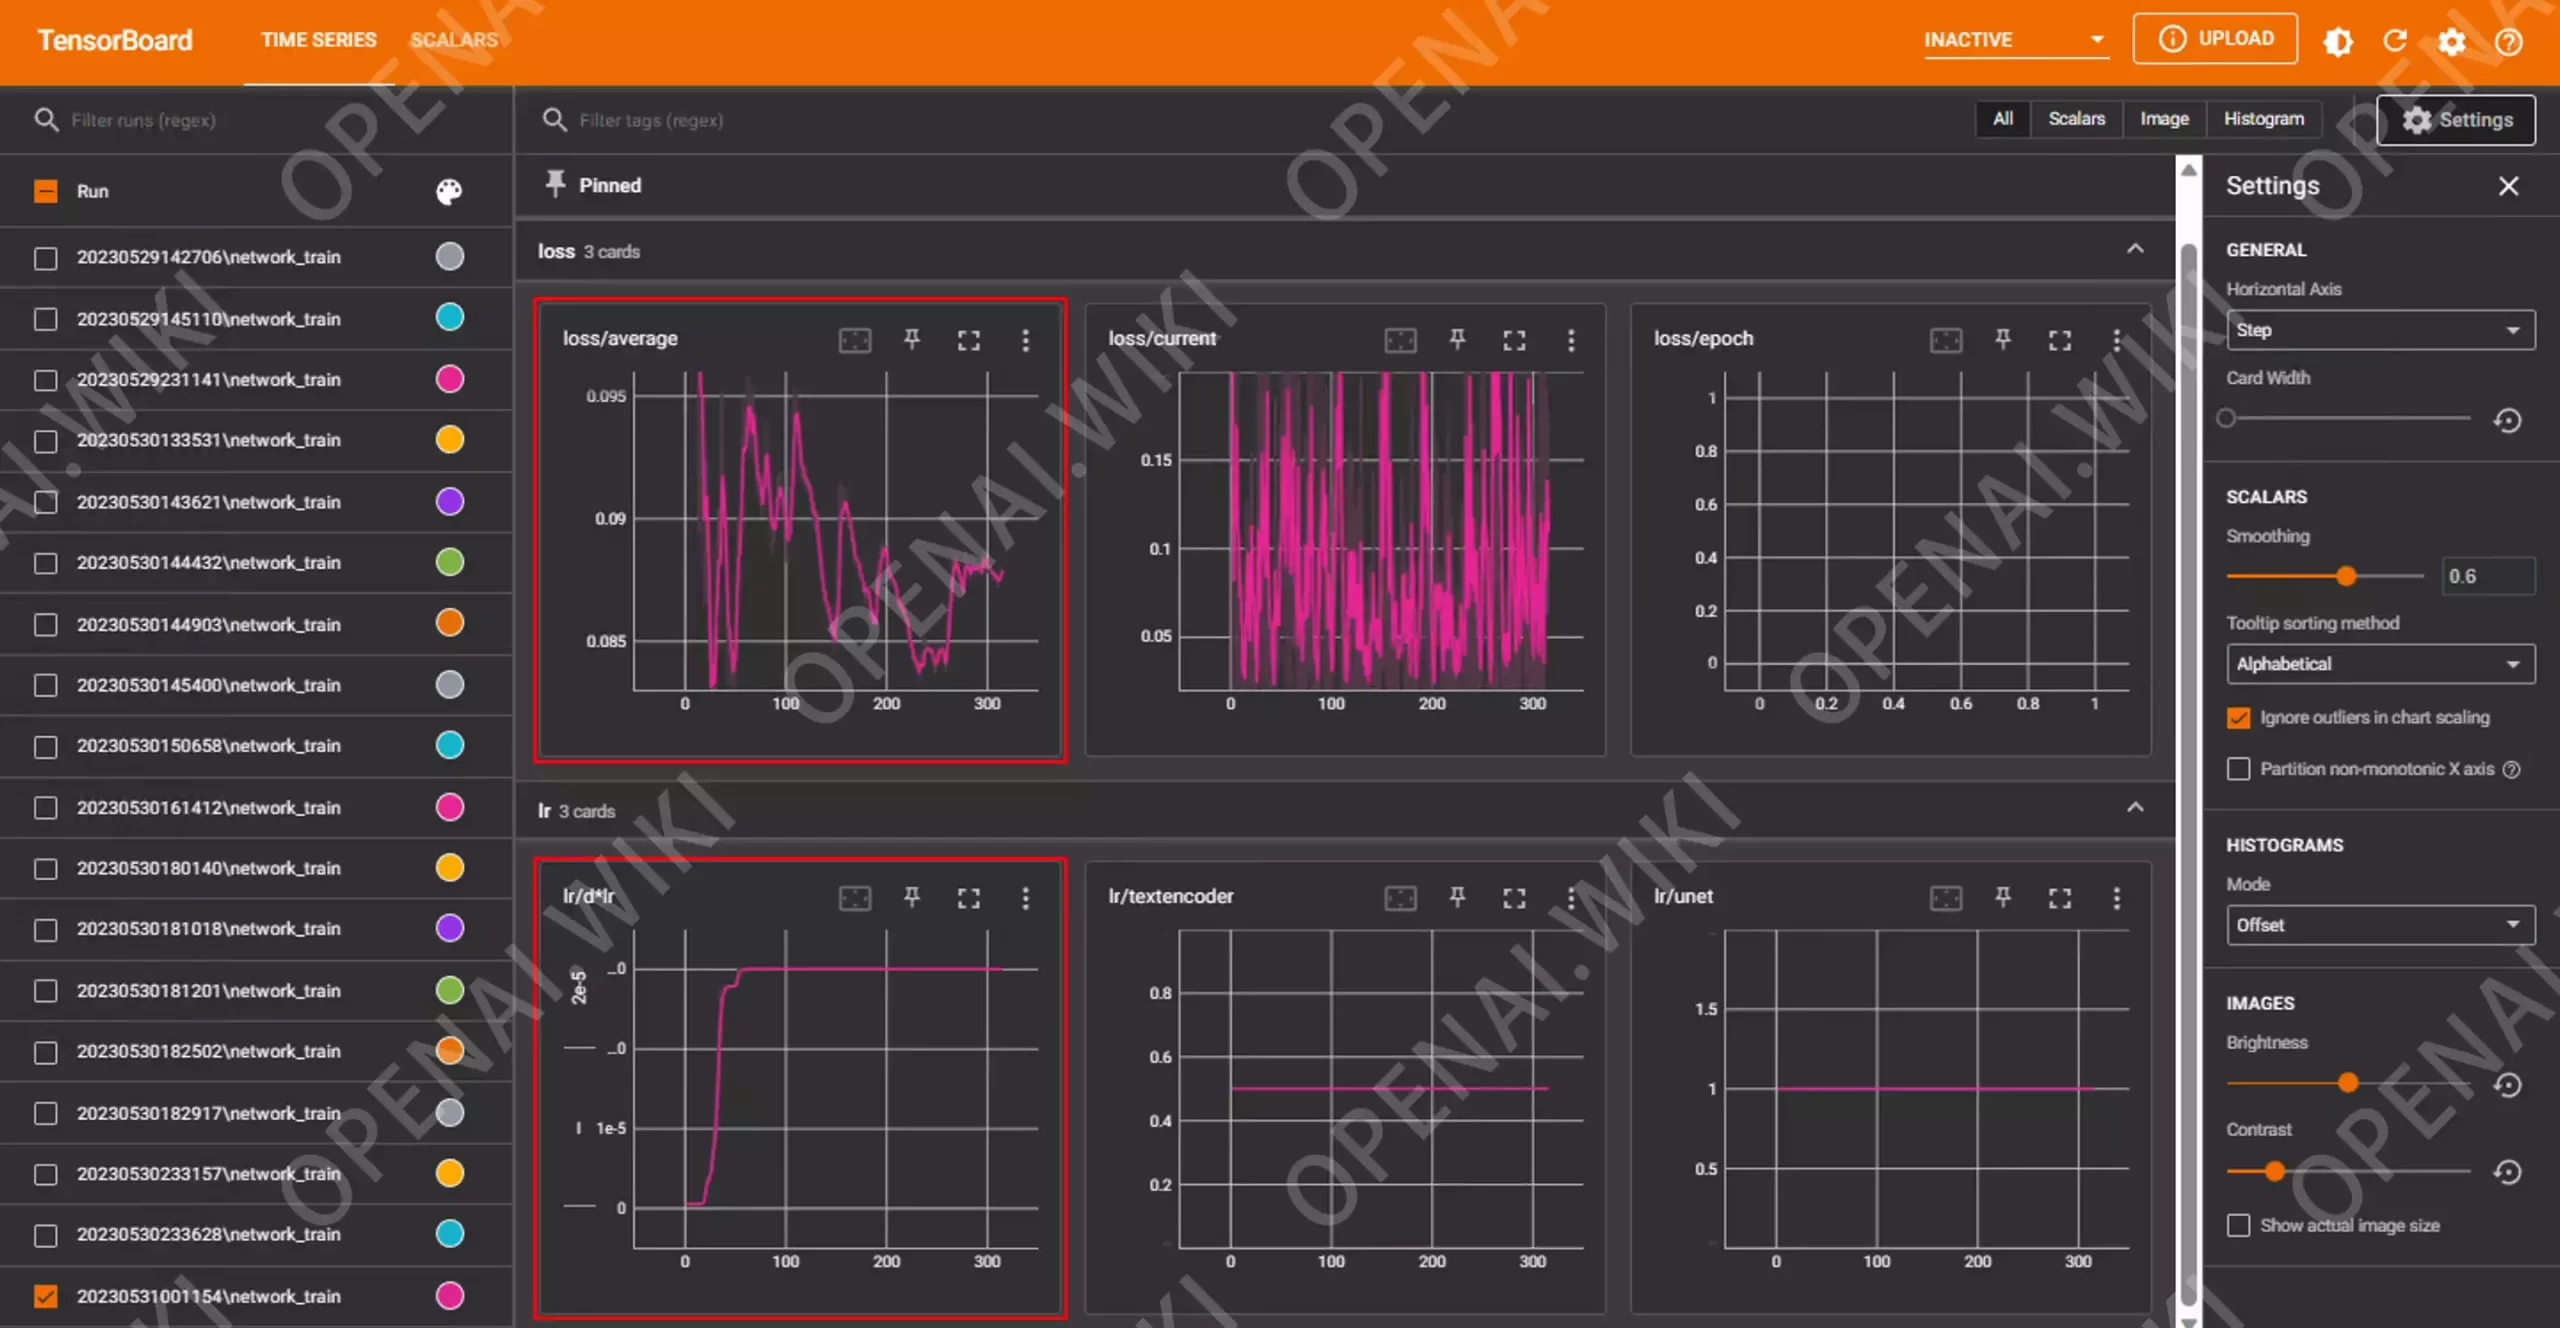 TensorBoard
TIME SERIES
SCALARS
INACTIVE
UPLOAD
Filter runs (regex)
Filter tags (regex)
All
Scalars
Image
Histogram
Settings
Run
20230529142706\network_train
20230529145110\network_train
20230529231141\network_train
20230530133531\network_train
20230530143621\network_train
20230530144432\network_train
20230530144903\network_train
20230530145400\network_train
20230530150658\network_train
20230530161412\network_train
20230530180140\network_train
20230530181018\network_train
20230530181201\network_train
20230530182502\network_train
20230530182917\network_train
20230530233157\network_train
20230530233628\network_train
20230531001154\network_train
Pinned
loss 3 cards
loss/average
0.095
0.09
0.085
0 100 200 300
loss/current
0.15
0.1
0.05
0 100 200 300
loss/epoch
1
0.8
0.6
0.4
0.2
0
0 0.2 0.4 0.6 0.8 1
lr 3 cards
lr/d*lr
2e-5
...0
...0
1e-5
0
0 100 200 300
lr/textencoder
0.8
0.6
0.4
0.2
0 100 200 300
lr/unet
1.5
1
0.5
0 100 200 300
Settings
GENERAL
Horizontal Axis
Step
Card Width
SCALARS
Smoothing
0.6
Tooltip sorting method
Alphabetical
Ignore outliers in chart scaling
Partition non-monotonic X axis
HISTOGRAMS
Mode
Offset
IMAGES
Brightness
Contrast
Show actual image size
OPENAI.WIKI
OPENAI.WIKI
OPENAI.WIKI
OPENAI.WIKI